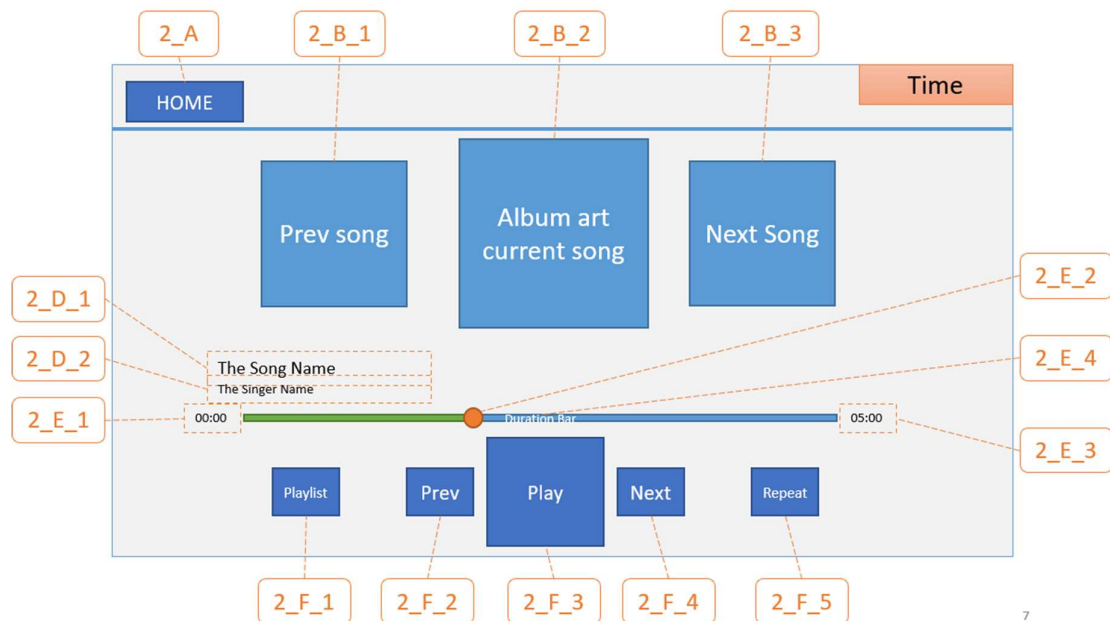 2_A
2_B_1
2_B_2
2_B_3
HOME
Time
Prev song
Album art
current song
Next Song
2_D_1
2_D_2
2_E_1
2_E_2
2_E_4
2_E_3
The Song Name
The Singer Name
00:00
Duration Bar
05:00
Playlist
Prev
Play
Next
Repeat
2_F_1
2_F_2
2_F_3
2_F_4
2_F_5
7